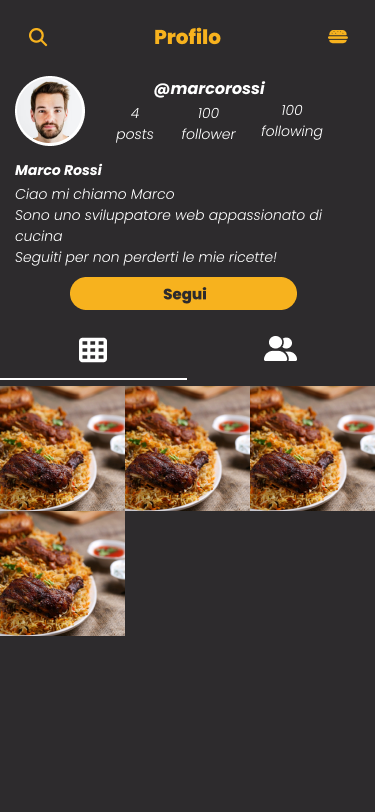 Profilo
@marcorossi
4 100 100
posts follower following
Marco Rossi
Ciao mi chiamo Marco
Sono uno sviluppatore web appassionato di
cucina
Seguiti per non perderti le mie ricette!
Segui